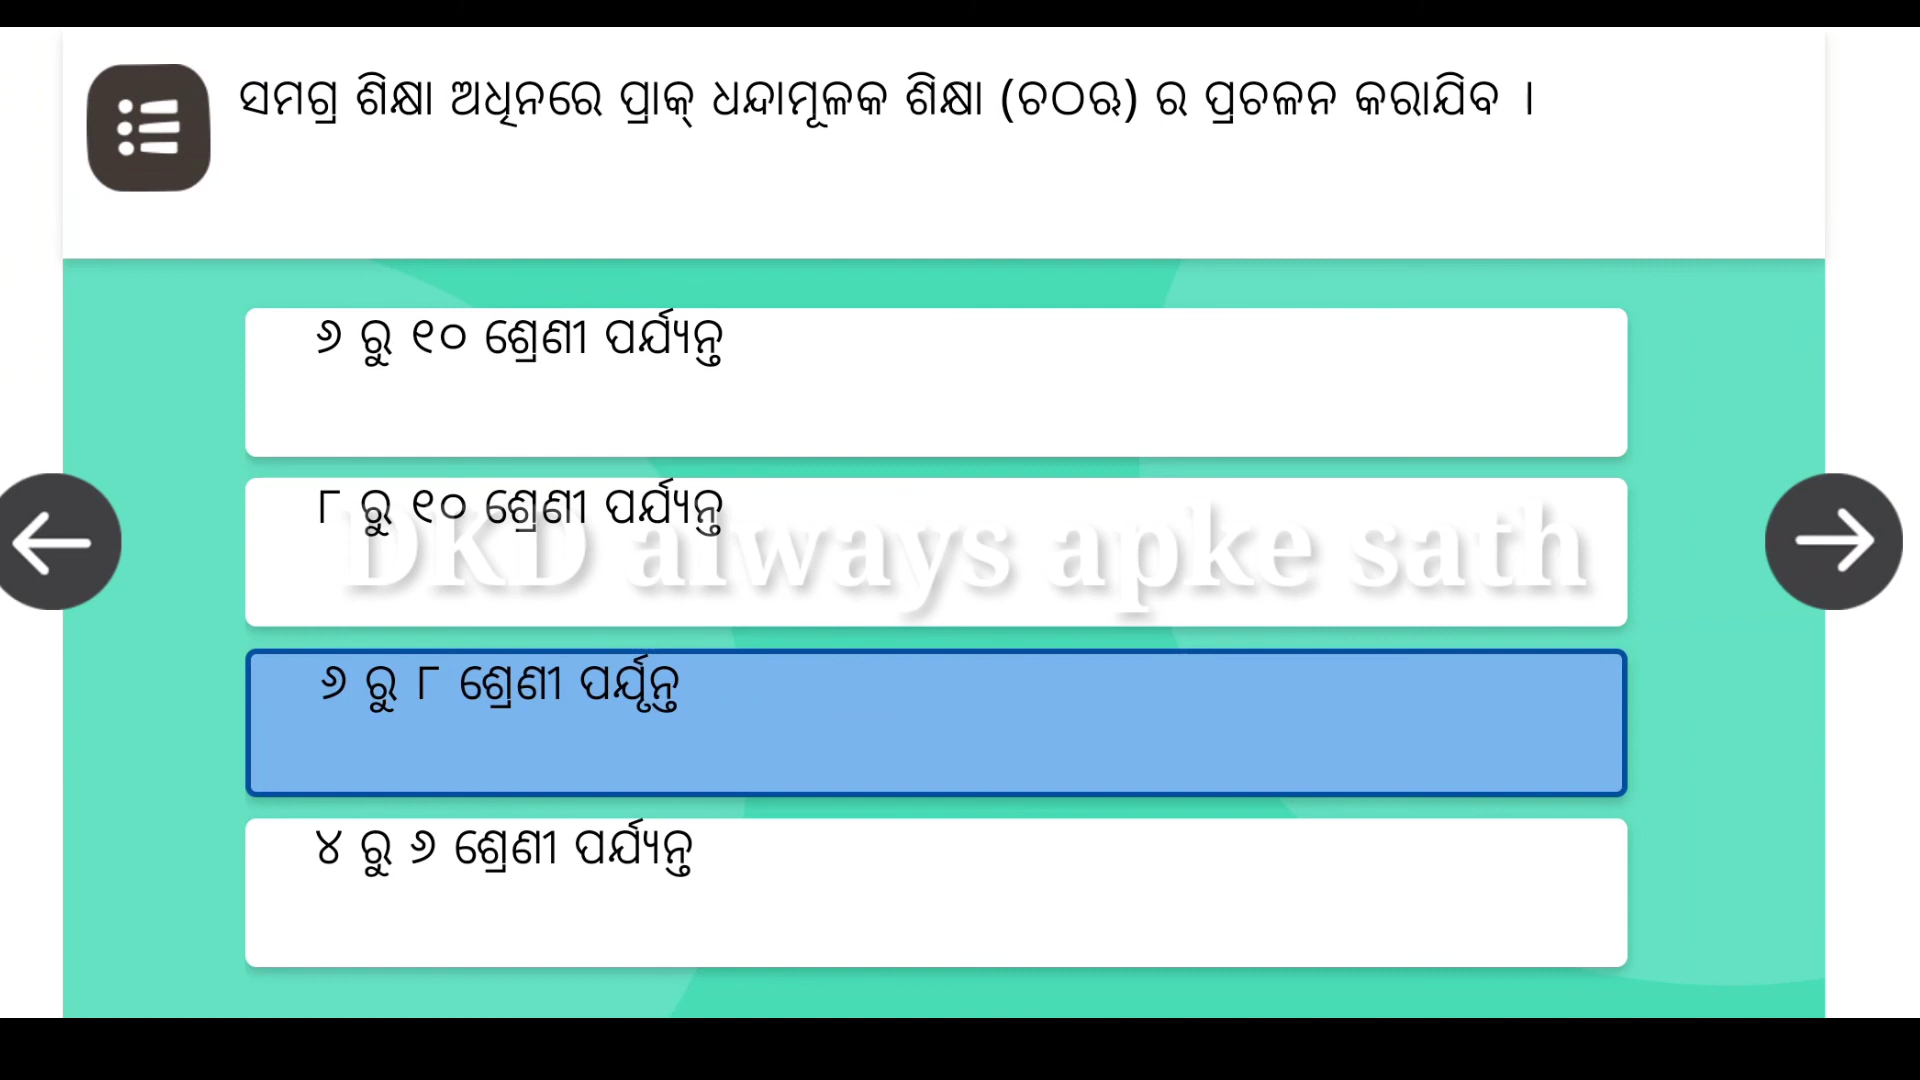 ସମଗ୍ର ଶିକ୍ଷା ଅଧିନରେ ପ୍ରାକ୍ ଧନ୍ଦାମୂଳକ ଶିକ୍ଷା (ଚଠଋ) ର ପ୍ରଚଳନ କରାଯିବ ।
୬ ରୁ ୧୦ ଶ୍ରେଣୀ ପର୍ଯ୍ୟନ୍ତ
୮ ରୁ ୧୦ ଶ୍ରେଣୀ ପର୍ଯ୍ୟନ୍ତ
DKD always apke sath
୬ ରୁ ୮ ଶ୍ରେଣୀ ପର୍ଯୃନ୍ତ
୪ ରୁ ୬ ଶ୍ରେଣୀ ପର୍ଯ୍ୟନ୍ତ